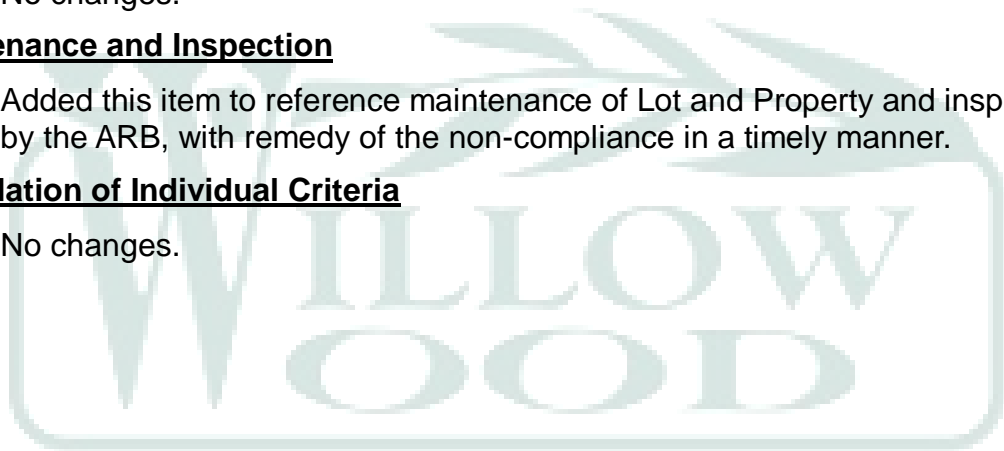 No changes.
enance and Inspection
Added this item to reference maintenance of Lot and Property and insp
by the ARB, with remedy of the non-compliance in a timely manner.
lation of Individual Criteria
No changes.
WILLOW
WOOD